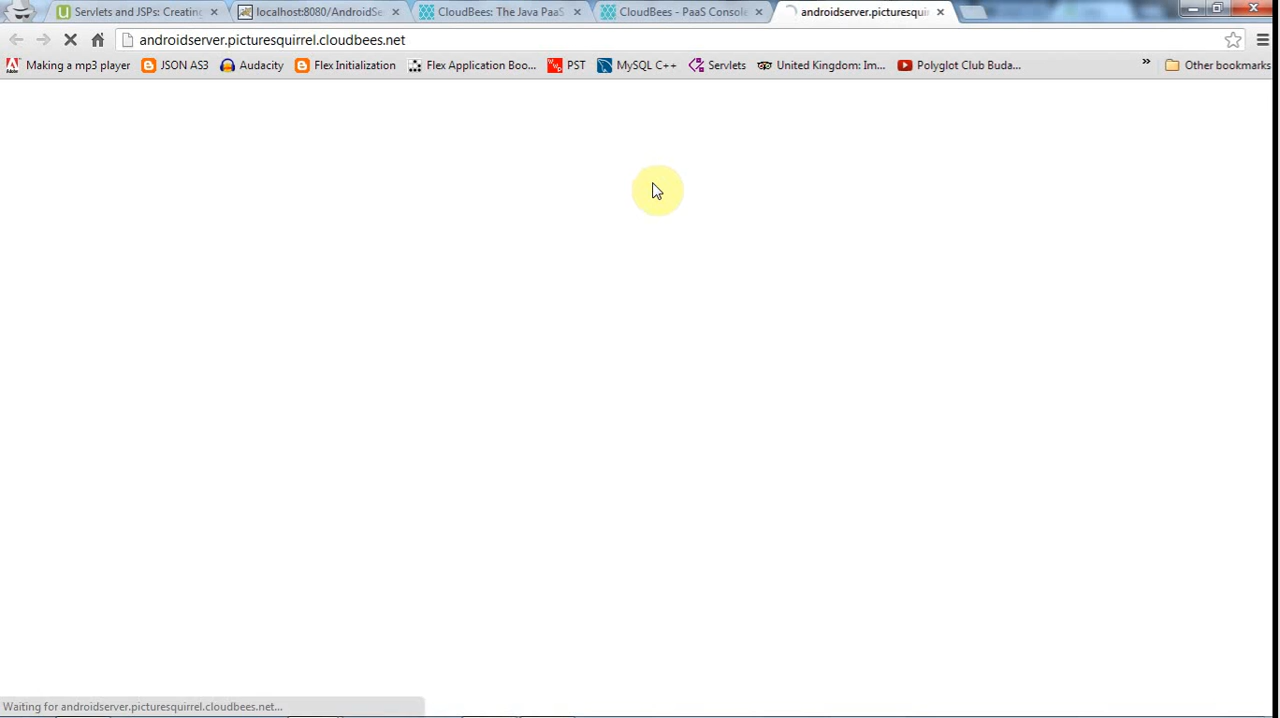 Servlets and JSPs: Creating localhost:8080/AndroidSe CloudBees: The Java PaaS CloudBees - PaaS Console androidserver.picturesquirr
androidserver.picturesquirrel.cloudbees.net
Making a mp3 player JSON AS3 Audacity Flex Initialization Flex Application Boo... PST MySQL C++ Servlets United Kingdom: Im... Polyglot Club Buda... » Other bookmarks
Waiting for androidserver.picturesquirrel.cloudbees.net...